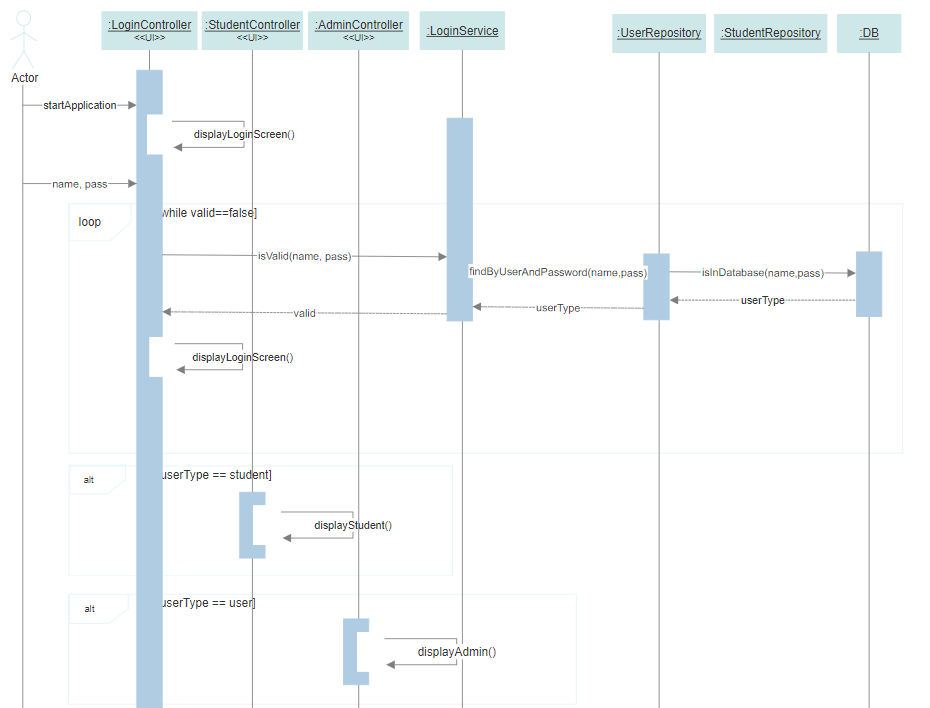 :LoginController
<<UI>>
:StudentController
<<UI>>
:AdminController
<<UI>>
:LoginService
:UserRepository
:StudentRepository
:DB
Actor
startApplication
displayLoginScreen()
name, pass
loop
while valid==false]
isValid(name, pass)
findByUserAndPassword(name,pass)
isInDatabase(name,pass)
userType
userType
valid
displayLoginScreen()
alt
userType == student]
displayStudent()
alt
userType == user]
displayAdmin()